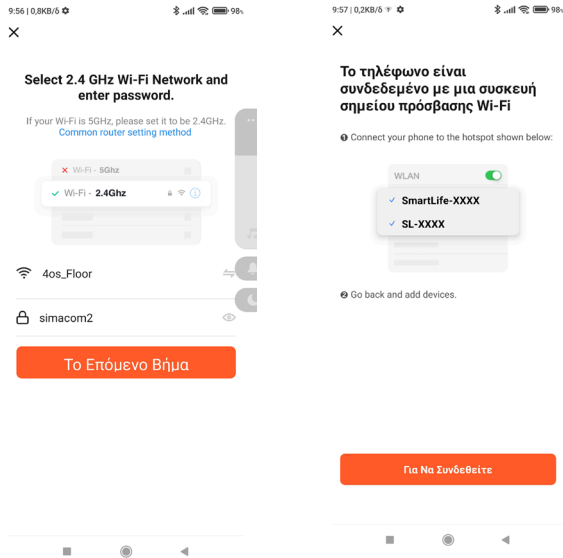 9:56 | 0,8KB/δ
98%
Select 2.4 GHz Wi-Fi Network and
enter password.
If your Wi-Fi is 5GHz, please set it to be 2.4GHz.
Common router setting method
Wi-Fi - 5Ghz
Wi-Fi - 2.4Ghz
4os_Floor
simacom2
Το Επόμενο Βήμα
9:57 | 0,2KB/δ
98%
Το τηλέφωνο είναι
συνδεδεμένο με μια συσκευή
σημείου πρόσβασης Wi-Fi
❶ Connect your phone to the hotspot shown below:
WLAN
SmartLife-XXXX
SL-XXXX
❷ Go back and add devices.
Για Να Συνδεθείτε